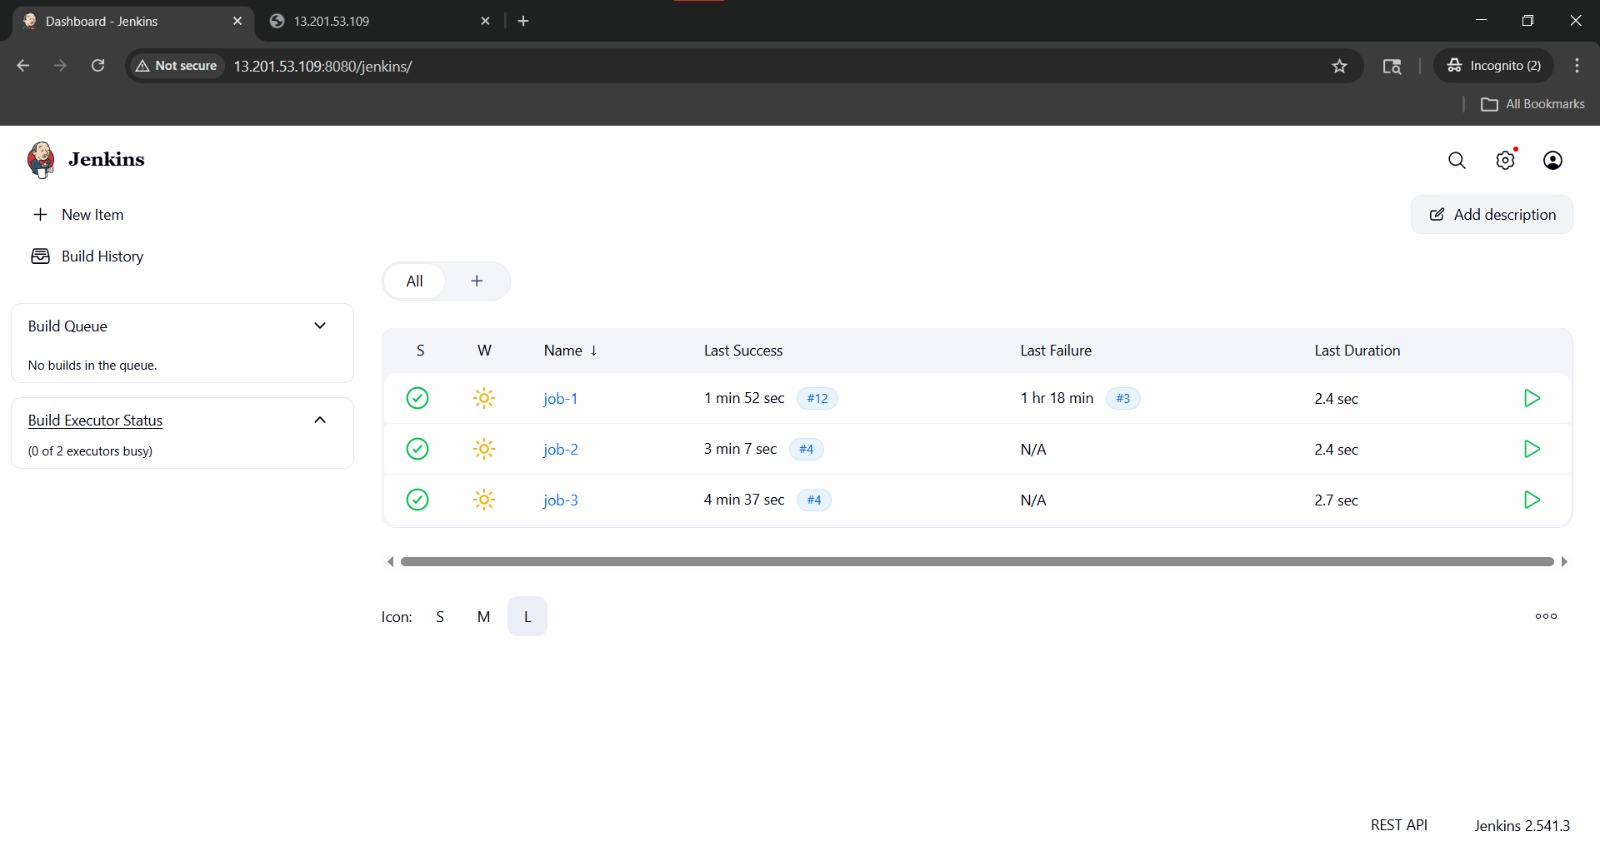 Dashboard - Jenkins
13.201.53.109
Not secure
13.201.53.109:8080/jenkins/
Incognito (2)
All Bookmarks
Jenkins
New Item
Add description
Build History
All
Build Queue
No builds in the queue.
Build Executor Status
(0 of 2 executors busy)
S W Name ↓ Last Success Last Failure Last Duration
job-1 1 min 52 sec #12 1 hr 18 min #3 2.4 sec
job-2 3 min 7 sec #4 N/A 2.4 sec
job-3 4 min 37 sec #4 N/A 2.7 sec
Icon: S M L
REST API Jenkins 2.541.3